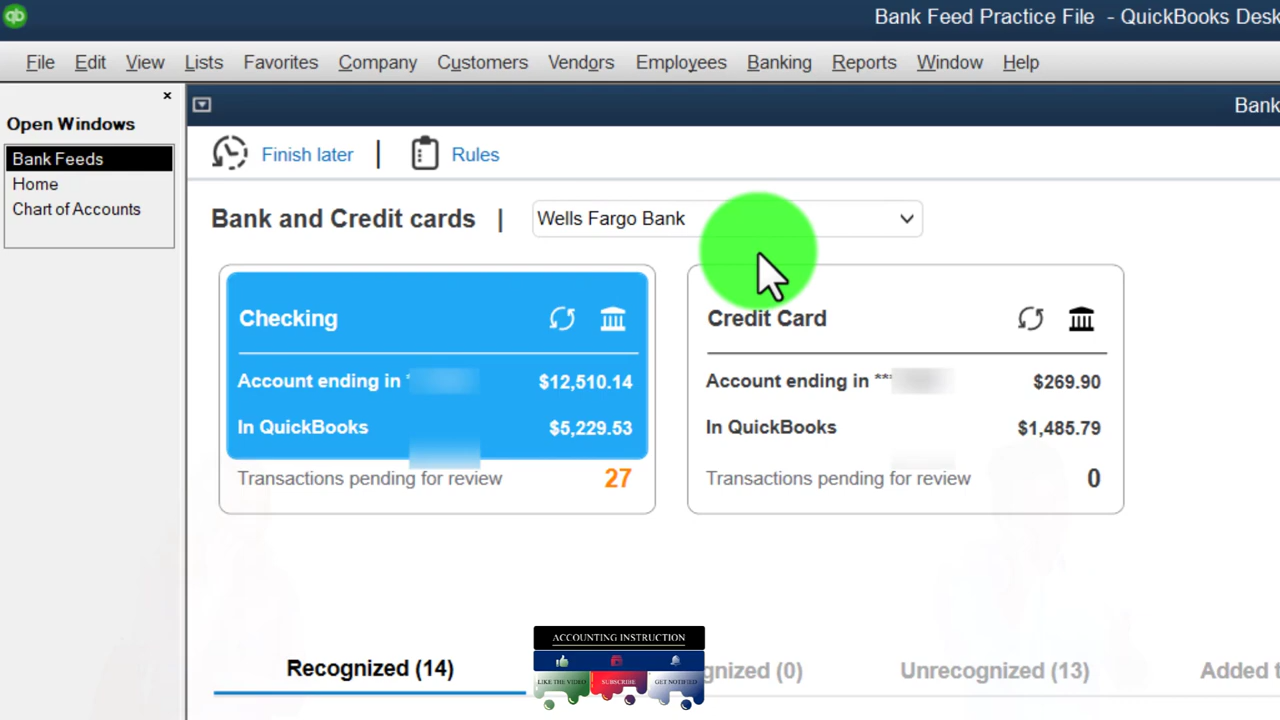 Bank Feed Practice File - QuickBooks Desk
File Edit View Lists Favorites Company Customers Vendors Employees Banking Reports Window Help
Open Windows
Bank Feeds
Home
Chart of Accounts
Bank
Finish later | Rules
Bank and Credit cards | Wells Fargo Bank
Checking
Account ending in * $12,510.14
In QuickBooks $5,229.53
Transactions pending for review 27
Credit Card
Account ending in *** $269.90
In QuickBooks $1,485.79
Transactions pending for review 0
ACCOUNTING INSTRUCTION
LIKE THE VIDEO SUBSCRIBE GET NOTIFIED
Recognized (14) gnized (0) Unrecognized (13) Added t